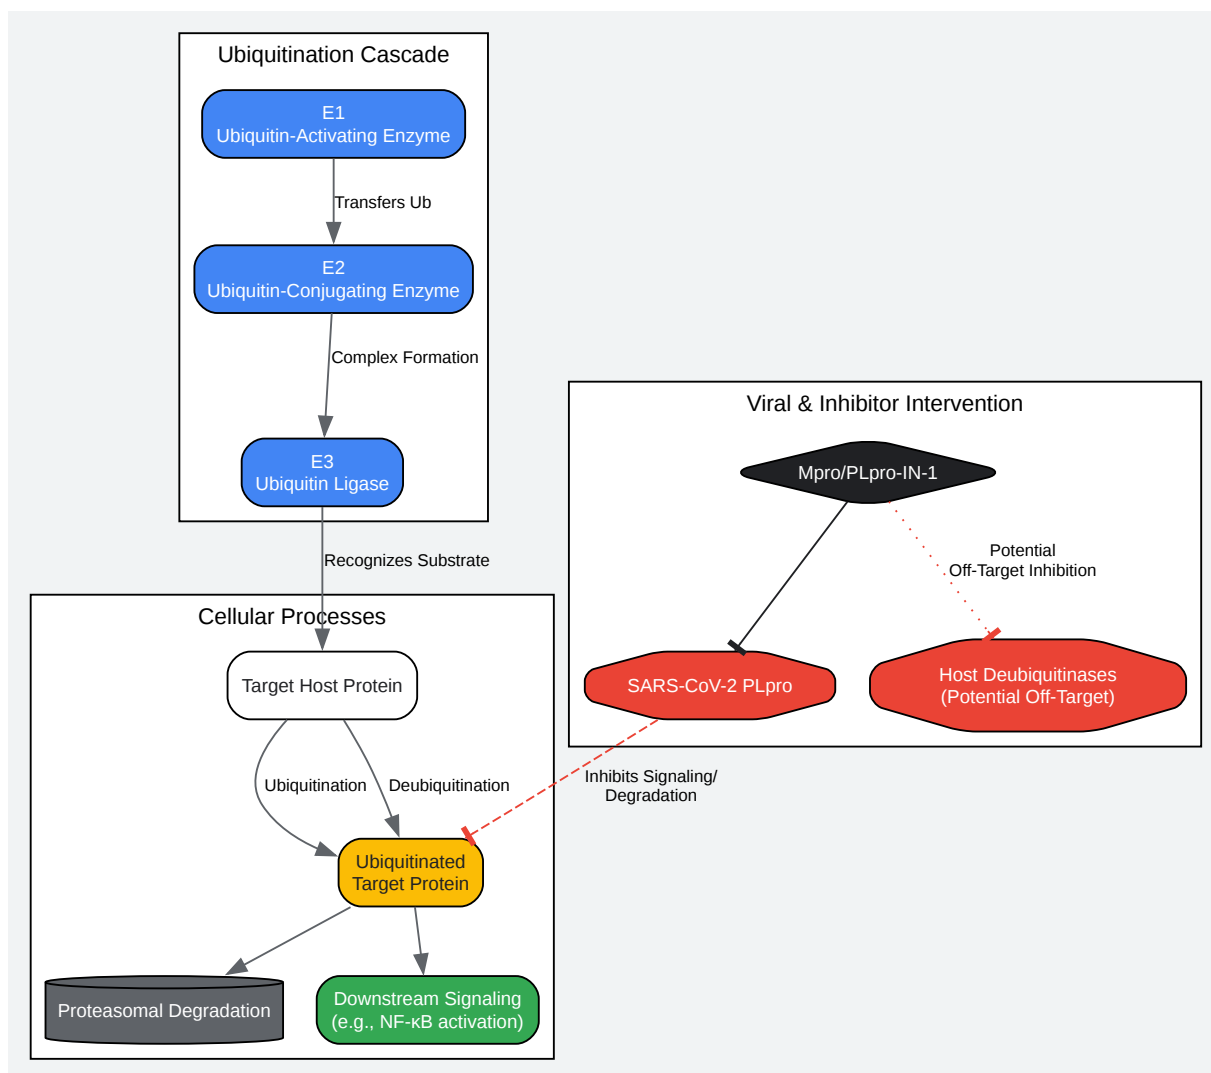 Ubiquitination Cascade
E1
Ubiquitin-Activating Enzyme
Transfers Ub
E2
Ubiquitin-Conjugating Enzyme
Complex Formation
E3
Ubiquitin Ligase
Recognizes Substrate
Viral & Inhibitor Intervention
Mpro/PLpro-IN-1
Potential
Off-Target Inhibition
SARS-CoV-2 PLpro
Host Deubiquitinases
(Potential Off-Target)
Inhibits Signaling/
Degradation
Cellular Processes
Target Host Protein
Ubiquitination
Deubiquitination
Ubiquitinated
Target Protein
Proteasomal Degradation
Downstream Signaling
(e.g., NF-κB activation)